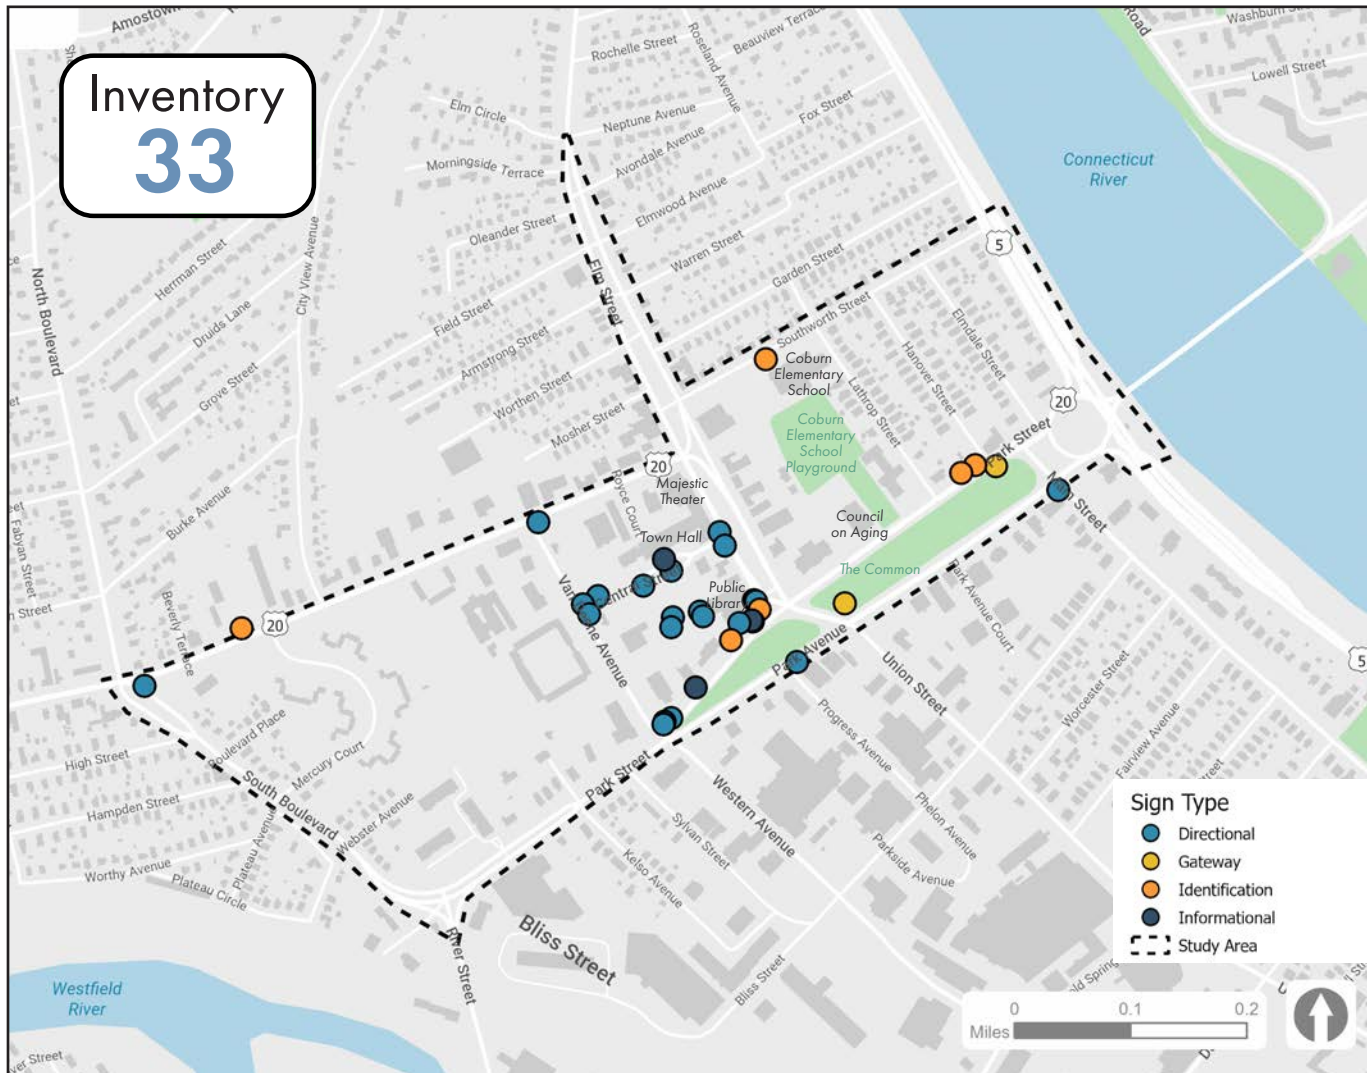 Amostown
Rochelle Street
Roseland Avenue
Beauview Terrace
Road
Lowell Street
Inventory
33
Elm Circle
Neptune Avenue
Fox Street
Morningside Terrace
Avondale Avenue
Connecticut
River
Elmwood Avenue
Oleander Street
Warren Street
5
Herrman Street
City View Avenue
North Boulevard
Elm Street
Garden Street
Field Street
Southworth Street
Elmdale Street
Druids Lane
Armstrong Street
Hanover Street
Coburn
Elementary
School
Grove Street
Worthen Street
Lathrop Street
20
Mosher Street
Coburn
Elementary
School
Playground
Park Street
20
Majestic
Theater
Royce Court
Main Street
Burke Avenue
Fabyan Street
Council
on Aging
Town Hall
The Common
Park Avenue Court
Public
Library
Central Street
Beverly Terrace
20
Park Avenue
Union Street
5
Worcester Street
Boulevard Place
Progress Avenue
Fairview Avenue
High Street
Mercury Court
Park Street
Western Avenue
South Boulevard
Hampden Street
Webster Avenue
Plateau Avenue
Sylvan Street
Phelon Avenue
Parkside Avenue
Worthy Avenue
Plateau Circle
Kelso Avenue
Sign Type
Directional
Gateway
Identification
Informational
Study Area
Bliss Street
River Street
Bliss Street
Westfield
River
0 0.1 0.2
Miles